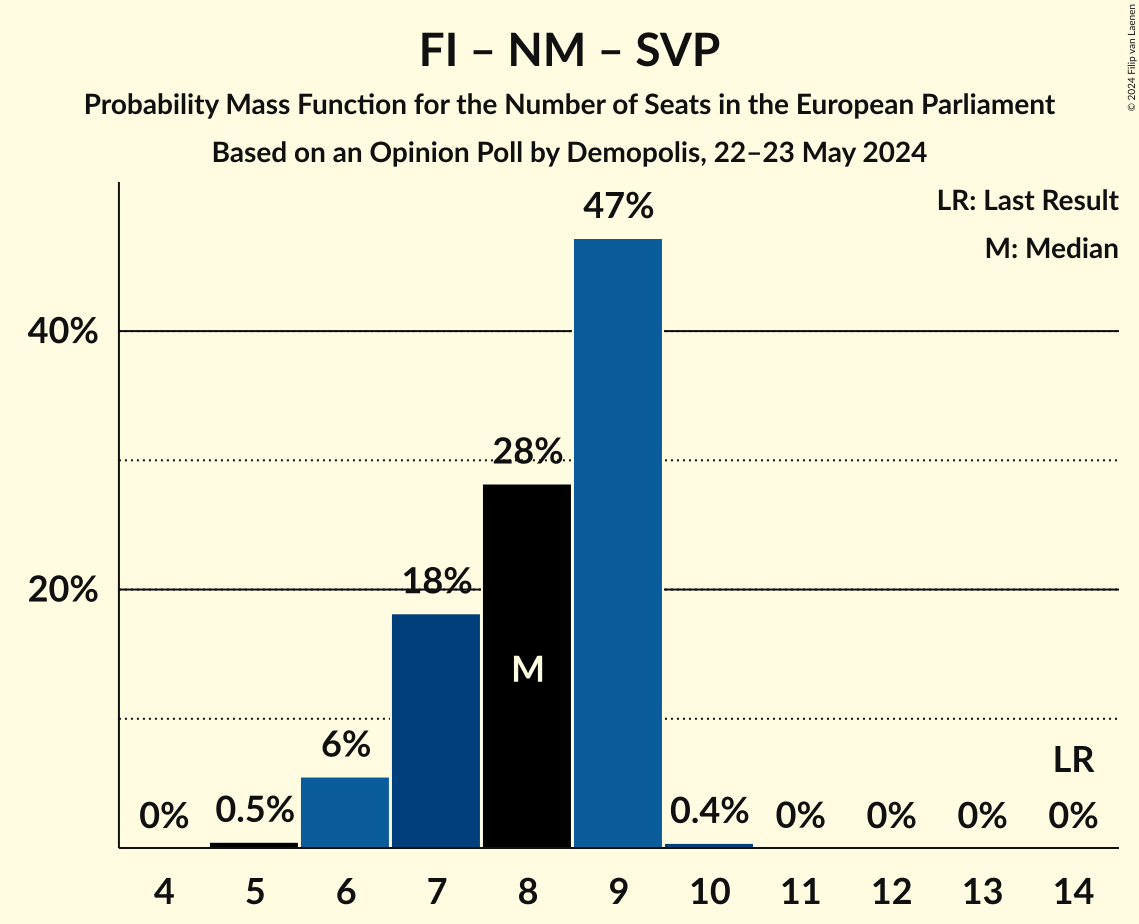 FI – NM – SVP
Probability Mass Function for the Number of Seats in the European Parliament
Based on an Opinion Poll by Demopolis, 22–23 May 2024
© 2024 Filip van Laenen
LR: Last Result
M: Median
47%
40%
28%
20%
18%
M
6%
LR
0% 0.5% 0.4% 0% 0% 0% 0%
4 5 6 7 8 9 10 11 12 13 14